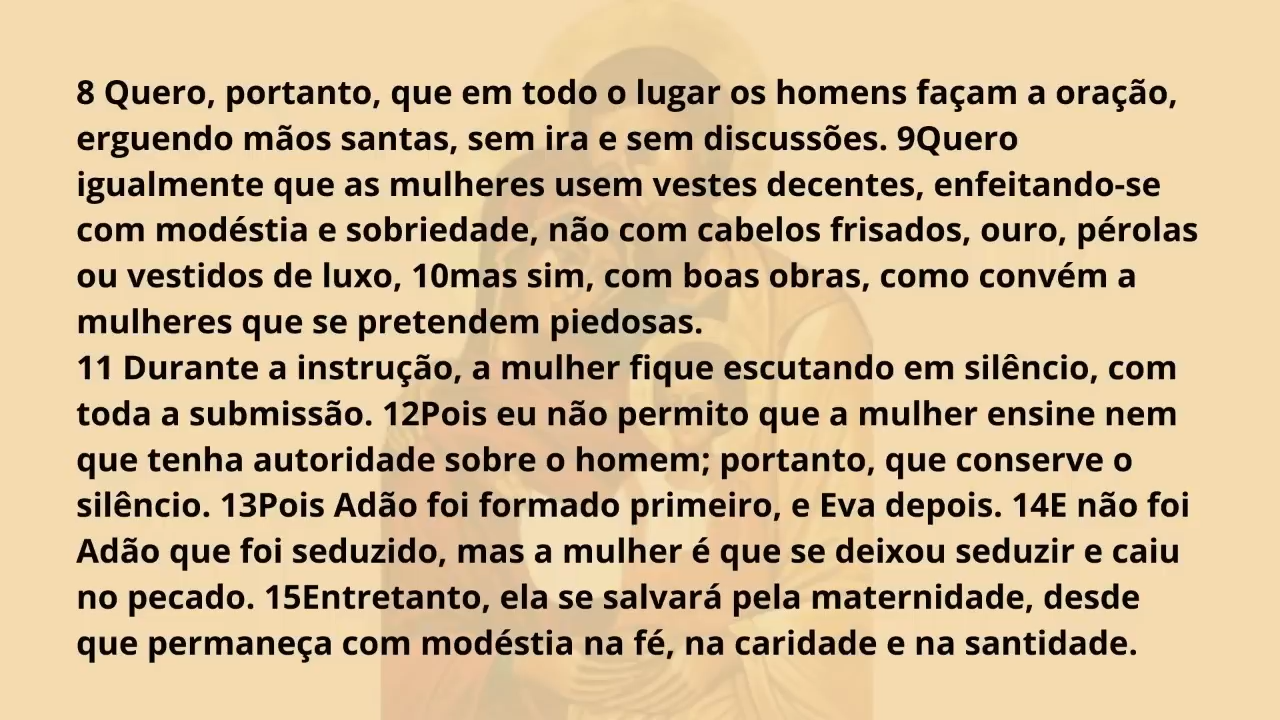 8 Quero, portanto, que em todo o lugar os homens façam a oração,
erguendo mãos santas, sem ira e sem discussões. 9Quero
igualmente que as mulheres usem vestes decentes, enfeitando-se
com modéstia e sobriedade, não com cabelos frisados, ouro, pérolas
ou vestidos de luxo, 10mas sim, com boas obras, como convém a
mulheres que se pretendem piedosas.
11 Durante a instrução, a mulher fique escutando em silêncio, com
toda a submissão. 12Pois eu não permito que a mulher ensine nem
que tenha autoridade sobre o homem; portanto, que conserve o
silêncio. 13Pois Adão foi formado primeiro, e Eva depois. 14E não foi
Adão que foi seduzido, mas a mulher é que se deixou seduzir e caiu
no pecado. 15Entretanto, ela se salvará pela maternidade, desde
que permaneça com modéstia na fé, na caridade e na santidade.